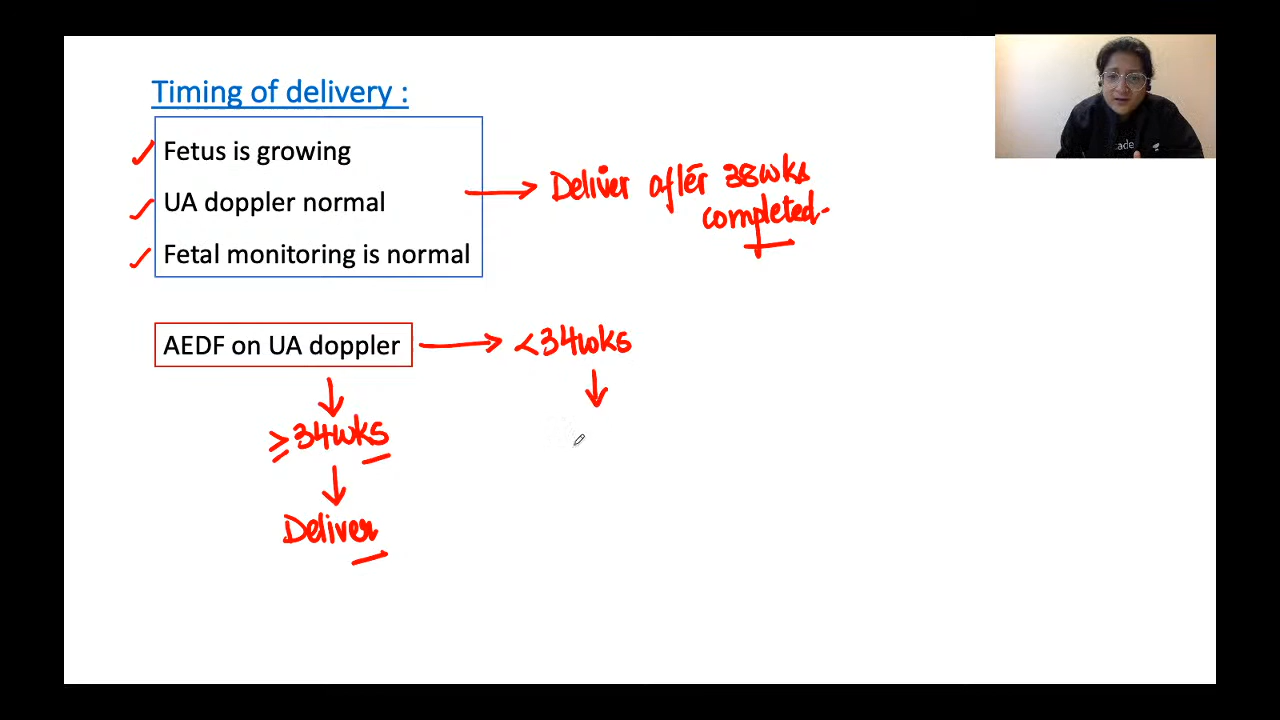 Timing of delivery :
Fetus is growing
UA doppler normal
Fetal monitoring is normal
Deliver after 38wks
completed.
AEDF on UA doppler
<34wks
≥34wks
Deliver